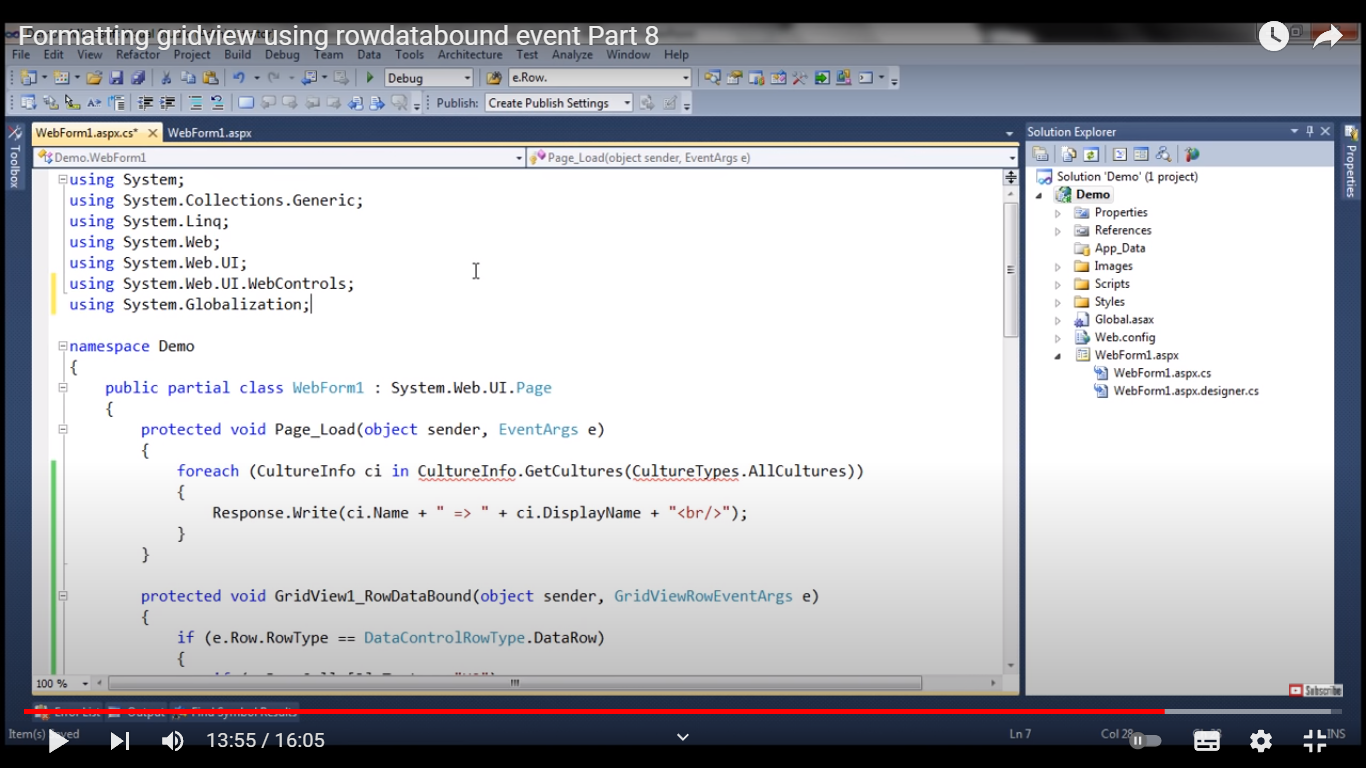 Formatting gridview using rowdatabound event Part 8
File Edit View Refactor Project Build Debug Team Data Tools Architecture Test Analyze Window Help
Debug e.Row.
Publish: Create Publish Settings
Toolbox
WebForm1.aspx.cs* WebForm1.aspx
Demo.WebForm1 Page_Load(object sender, EventArgs e)
using System;
using System.Collections.Generic;
using System.Linq;
using System.Web;
using System.Web.UI;
using System.Web.UI.WebControls;
using System.Globalization;
namespace Demo
{
public partial class WebForm1 : System.Web.UI.Page
{
protected void Page_Load(object sender, EventArgs e)
{
foreach (CultureInfo ci in CultureInfo.GetCultures(CultureTypes.AllCultures))
{
Response.Write(ci.Name + " => " + ci.DisplayName + "<br/>");
}
}
protected void GridView1_RowDataBound(object sender, GridViewRowEventArgs e)
{
if (e.Row.RowType == DataControlRowType.DataRow)
{
100 %
Solution Explorer
Solution 'Demo' (1 project)
Demo
Properties
References
App_Data
Images
Scripts
Styles
Global.asax
Web.config
WebForm1.aspx
WebForm1.aspx.cs
WebForm1.aspx.designer.cs
Properties
Subscribe
Error List Output Find Symbol Results
13:55 / 16:05
Ln 7 Col 28 INS